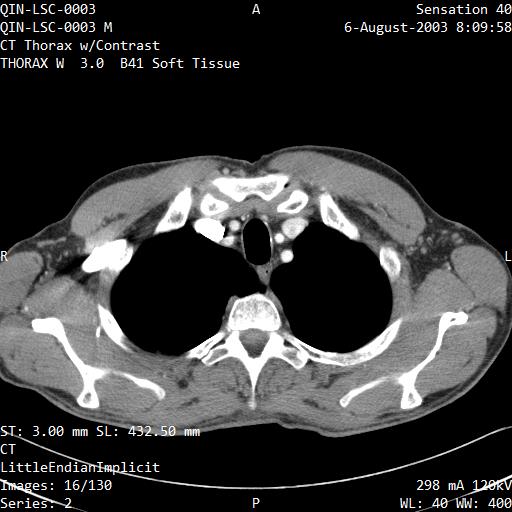 QIN-LSC-0003
A
Sensation 40
QIN-LSC-0003 M
6-August-2003 8:09:58
CT Thorax w/Contrast
THORAX W  3.0  B41 Soft Tissue
R
L
ST: 3.00 mm SL: 432.50 mm
CT
LittleEndianImplicit
Images: 16/130
298 mA 120kV
Series: 2
P
WL: 40 WW: 400